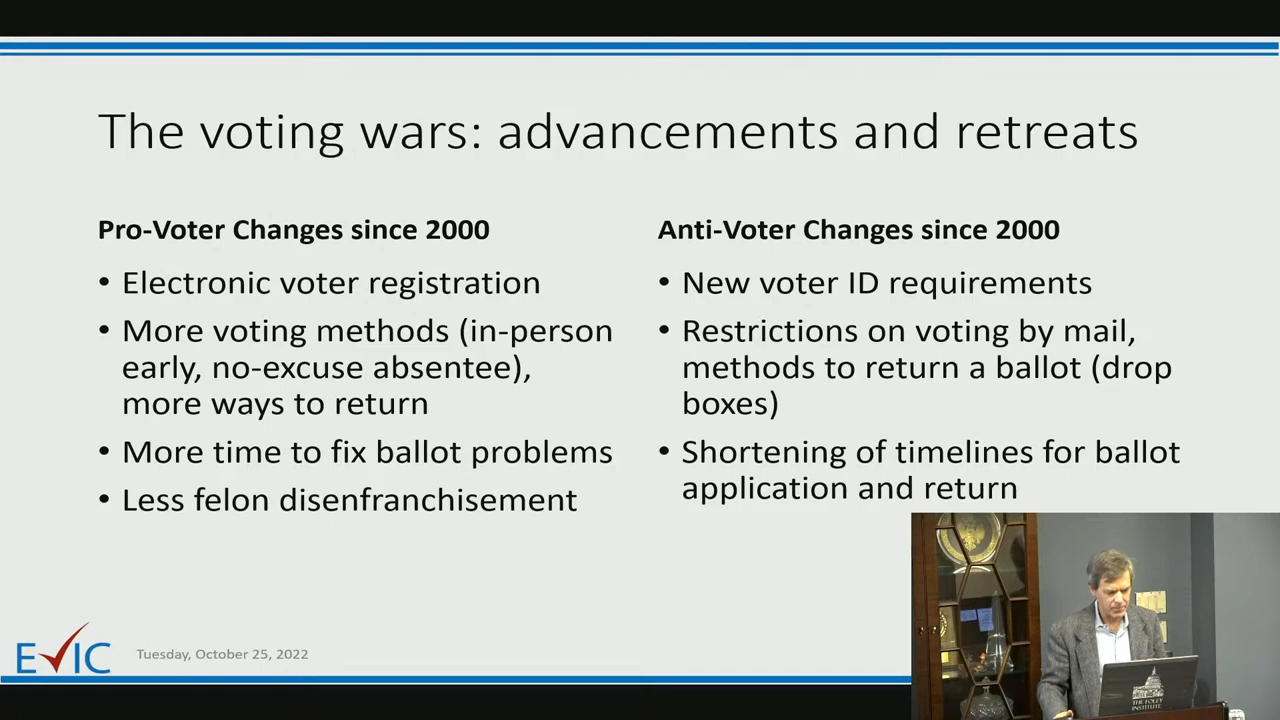 The voting wars: advancements and retreats
Pro-Voter Changes since 2000
• Electronic voter registration
• More voting methods (in-person
early, no-excuse absentee),
more ways to return
• More time to fix ballot problems
• Less felon disenfranchisement
Anti-Voter Changes since 2000
• New voter ID requirements
• Restrictions on voting by mail,
methods to return a ballot (drop
boxes)
• Shortening of timelines for ballot
application and return
EVIC
Tuesday, October 25, 2022
THE FOLEY
INSTITUTE